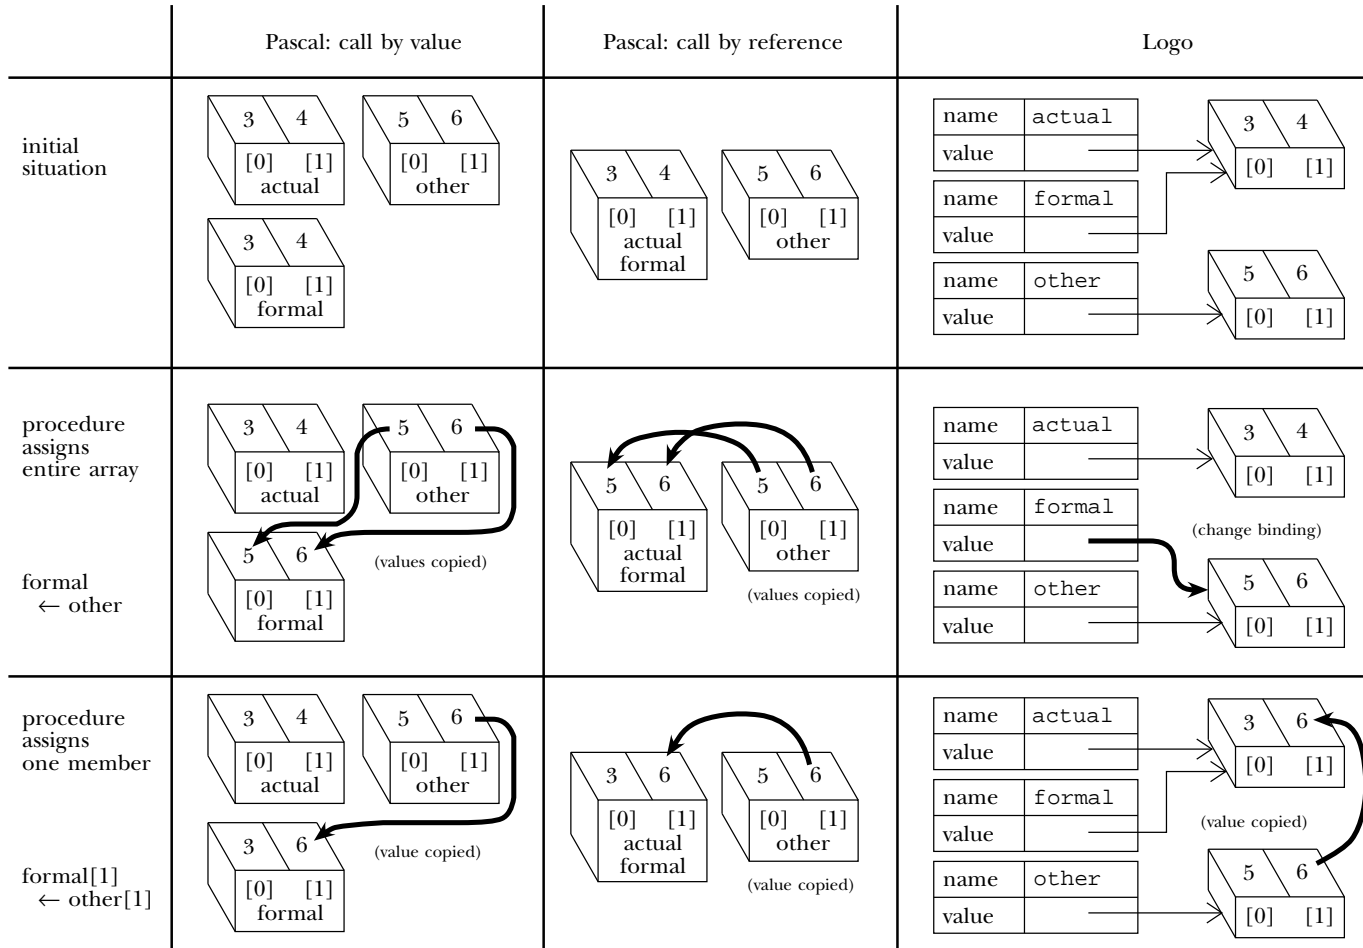 Pascal: call by value
Pascal: call by reference
Logo
initial
situation
3 4
[0] [1]
actual
5 6
[0] [1]
other
3 4
[0] [1]
formal
3 4
[0] [1]
actual
formal
5 6
[0] [1]
other
name actual
value
name formal
value
name other
value
3 4
[0] [1]
5 6
[0] [1]
procedure
assigns
entire array
formal
← other
3 4
[0] [1]
actual
5 6
[0] [1]
other
5 6
[0] [1]
formal
(values copied)
5 6
[0] [1]
actual
formal
5 6
[0] [1]
other
(values copied)
name actual
value
name formal
value
name other
value
3 4
[0] [1]
(change binding)
5 6
[0] [1]
procedure
assigns
one member
formal[1]
← other[1]
3 4
[0] [1]
actual
5 6
[0] [1]
other
3 6
[0] [1]
formal
(value copied)
3 6
[0] [1]
actual
formal
5 6
[0] [1]
other
(value copied)
name actual
value
name formal
value
name other
value
3 6
[0] [1]
(value copied)
5 6
[0] [1]